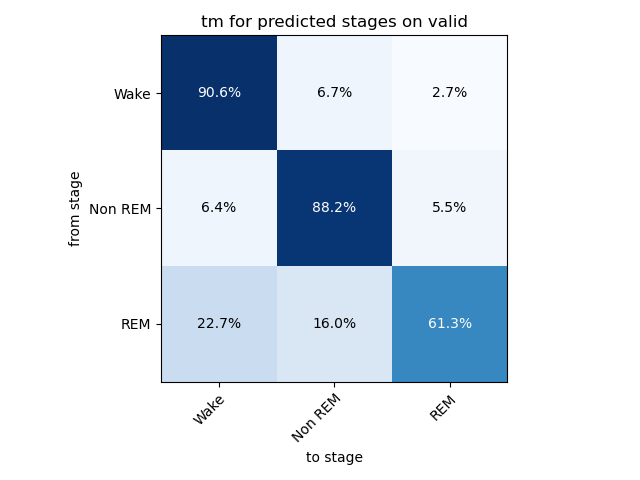 tm for predicted stages on valid
Wake 90.6% 6.7% 2.7%
from stage
Non REM 6.4% 88.2% 5.5%
REM 22.7% 16.0% 61.3%
Wake Non REM REM
to stage